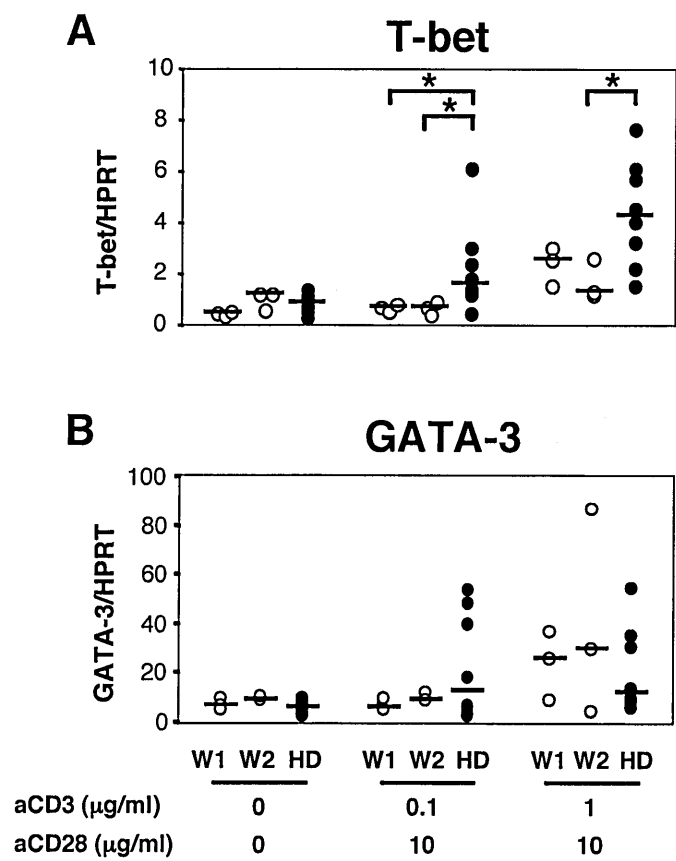 A
T-bet
10
8
6
4
2
0
T-bet/HPRT
*
*
*
B
GATA-3
100
80
60
40
20
0
GATA-3/HPRT
W1 W2 HD W1 W2 HD W1 W2 HD
aCD3 (μg/ml) 0 0.1 1
aCD28 (μg/ml) 0 10 10